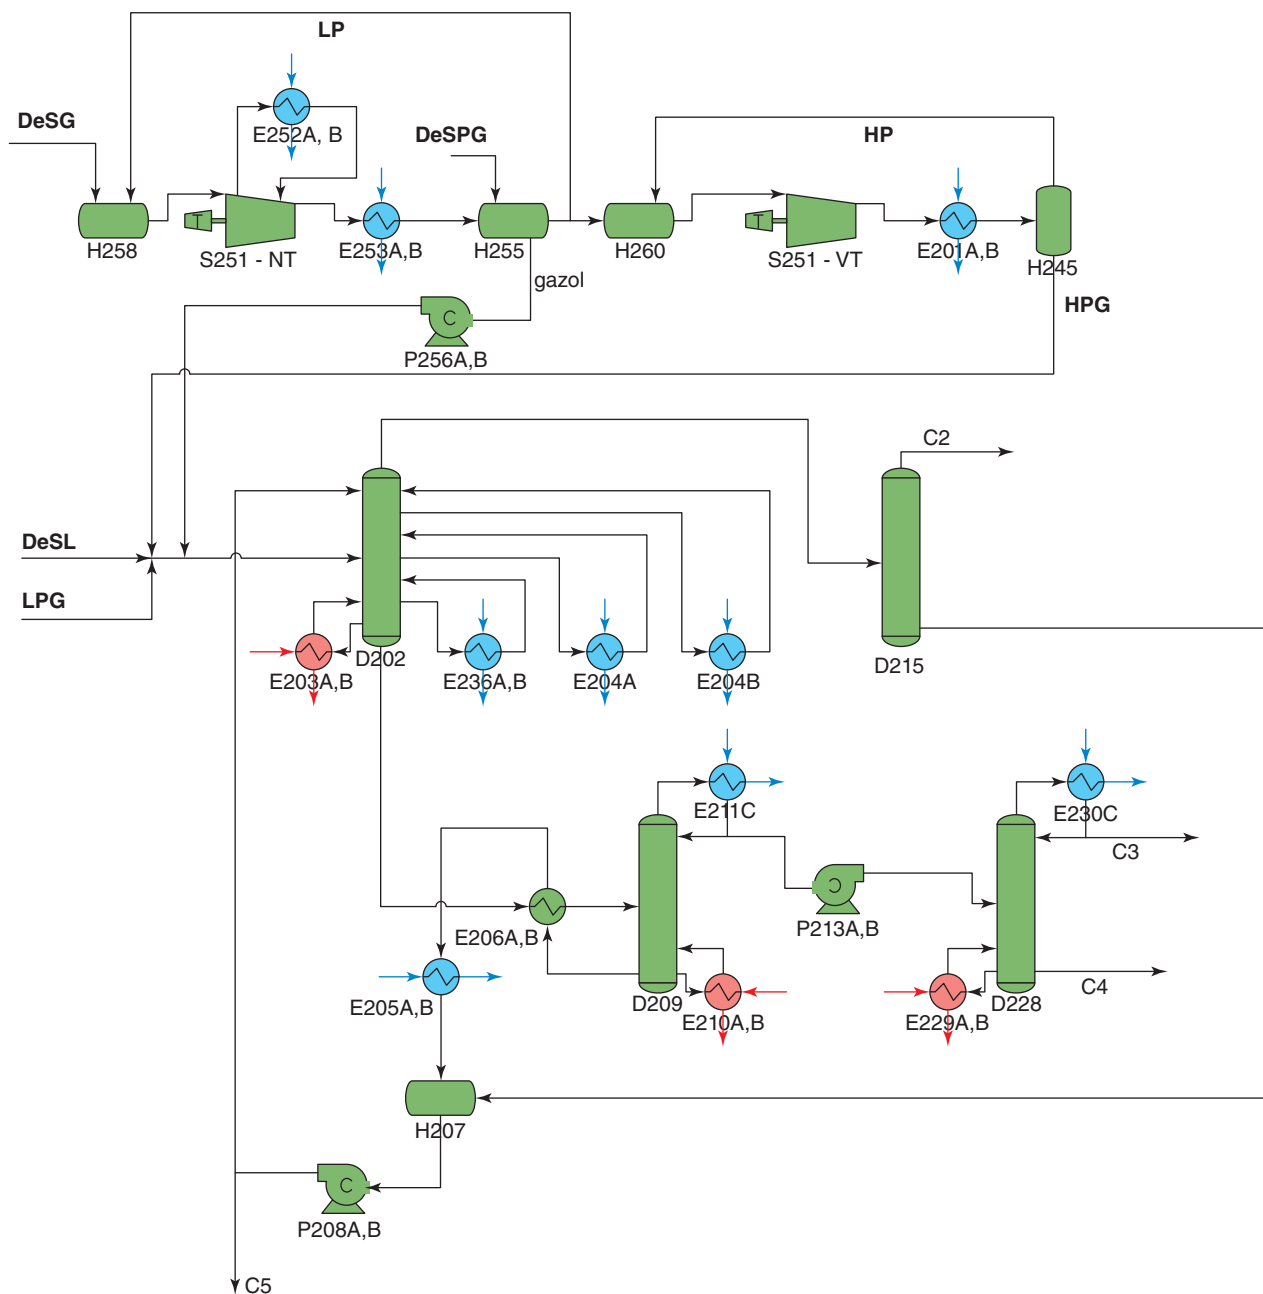 LP
DeSG
E252A, B
DeSPG
HP
T
T
H258
S251 - NT
E253A,B
H255
H260
S251 - VT
E201A,B
H245
gazol
HPG
C
P256A,B
C2
DeSL
LPG
E203A,B
D202
E236A,B
E204A
E204B
D215
E211C
E230C
C3
C
P213A,B
E206A,B
E205A,B
D209
E210A,B
E229A,B
D228
C4
H207
C
P208A,B
C5